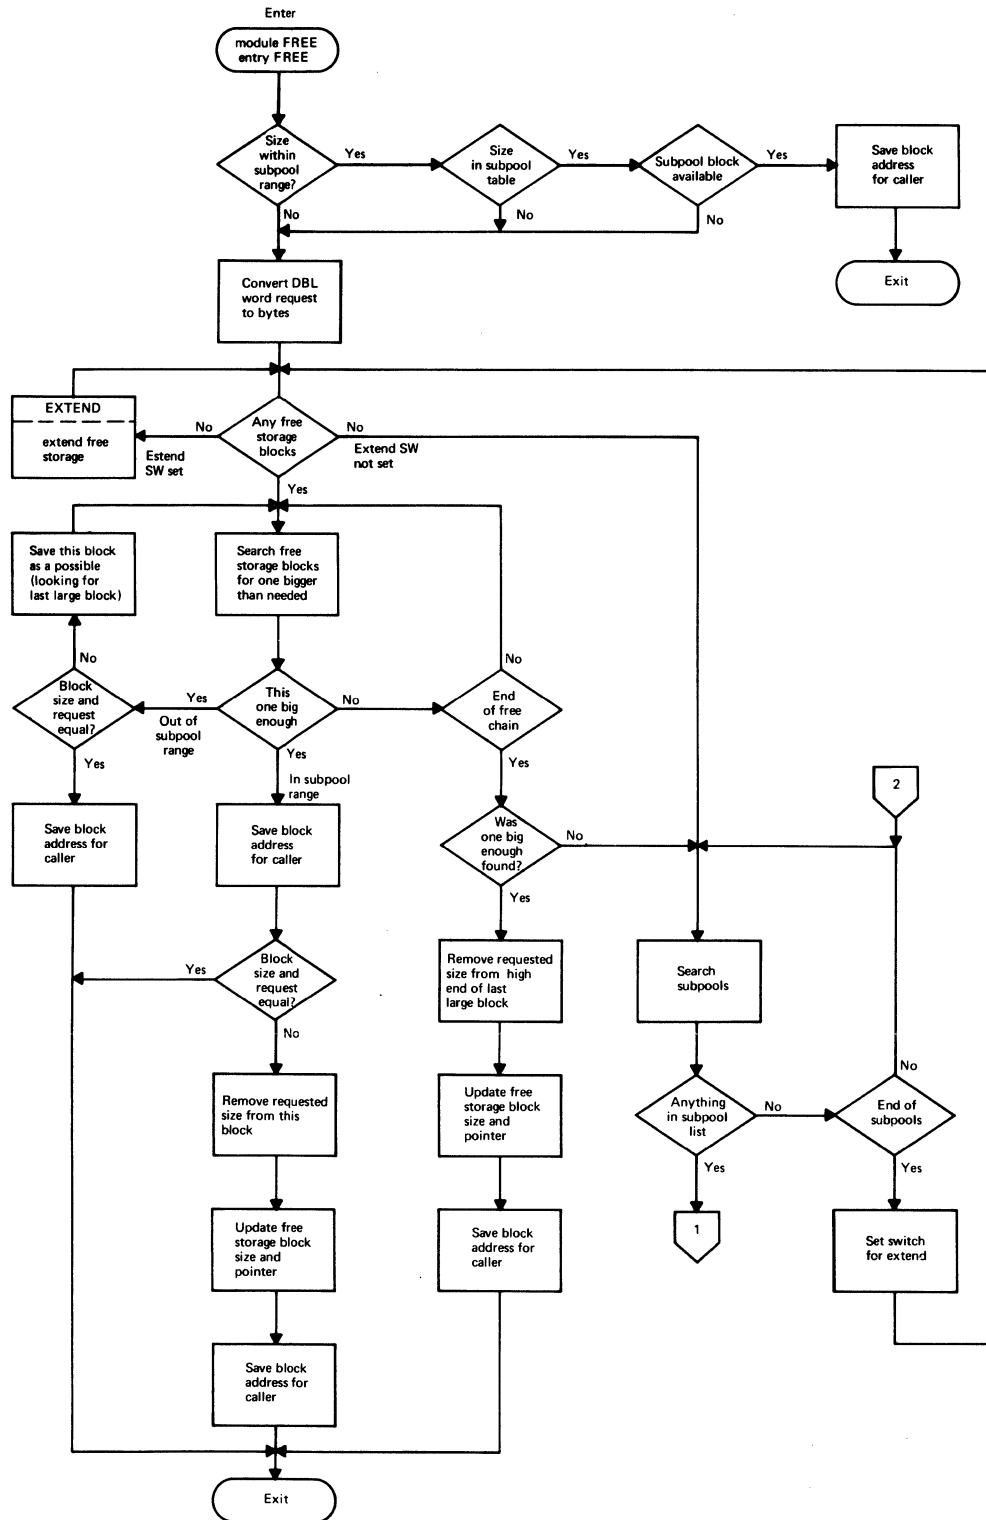 Enter
module FREE
entry FREE
Size
within
subpool
range?
Yes
No
Size
in subpool
table
Yes
No
Subpool block
available
Yes
No
Save block
address
for caller
Exit
Convert DBL
word request
to bytes
EXTEND
extend free
storage
No
Estend
SW set
Any free
storage
blocks
No
Extend SW
not set
Yes
Save this block
as a possible
(looking for
last large block)
Search free
storage blocks
for one bigger
than needed
No
No
Block
size and
request
equal?
Yes
Out of
subpool
range
This
one big
enough
No
End
of free
chain
Yes
Yes
In subpool
range
Yes
2
Save block
address for
caller
Save block
address
for caller
Was
one big
enough
found?
No
Yes
Yes
Block
size and
request
equal?
No
Remove requested
size from high
end of last
large block
Search
subpools
No
Remove requested
size from this
block
Update free
storage block
size and
pointer
Anything
in subpool
list
No
End of
subpools
Yes
Yes
Update free
storage block
size and
pointer
Save block
address for
caller
1
Set switch
for extend
Save block
address for
caller
Exit